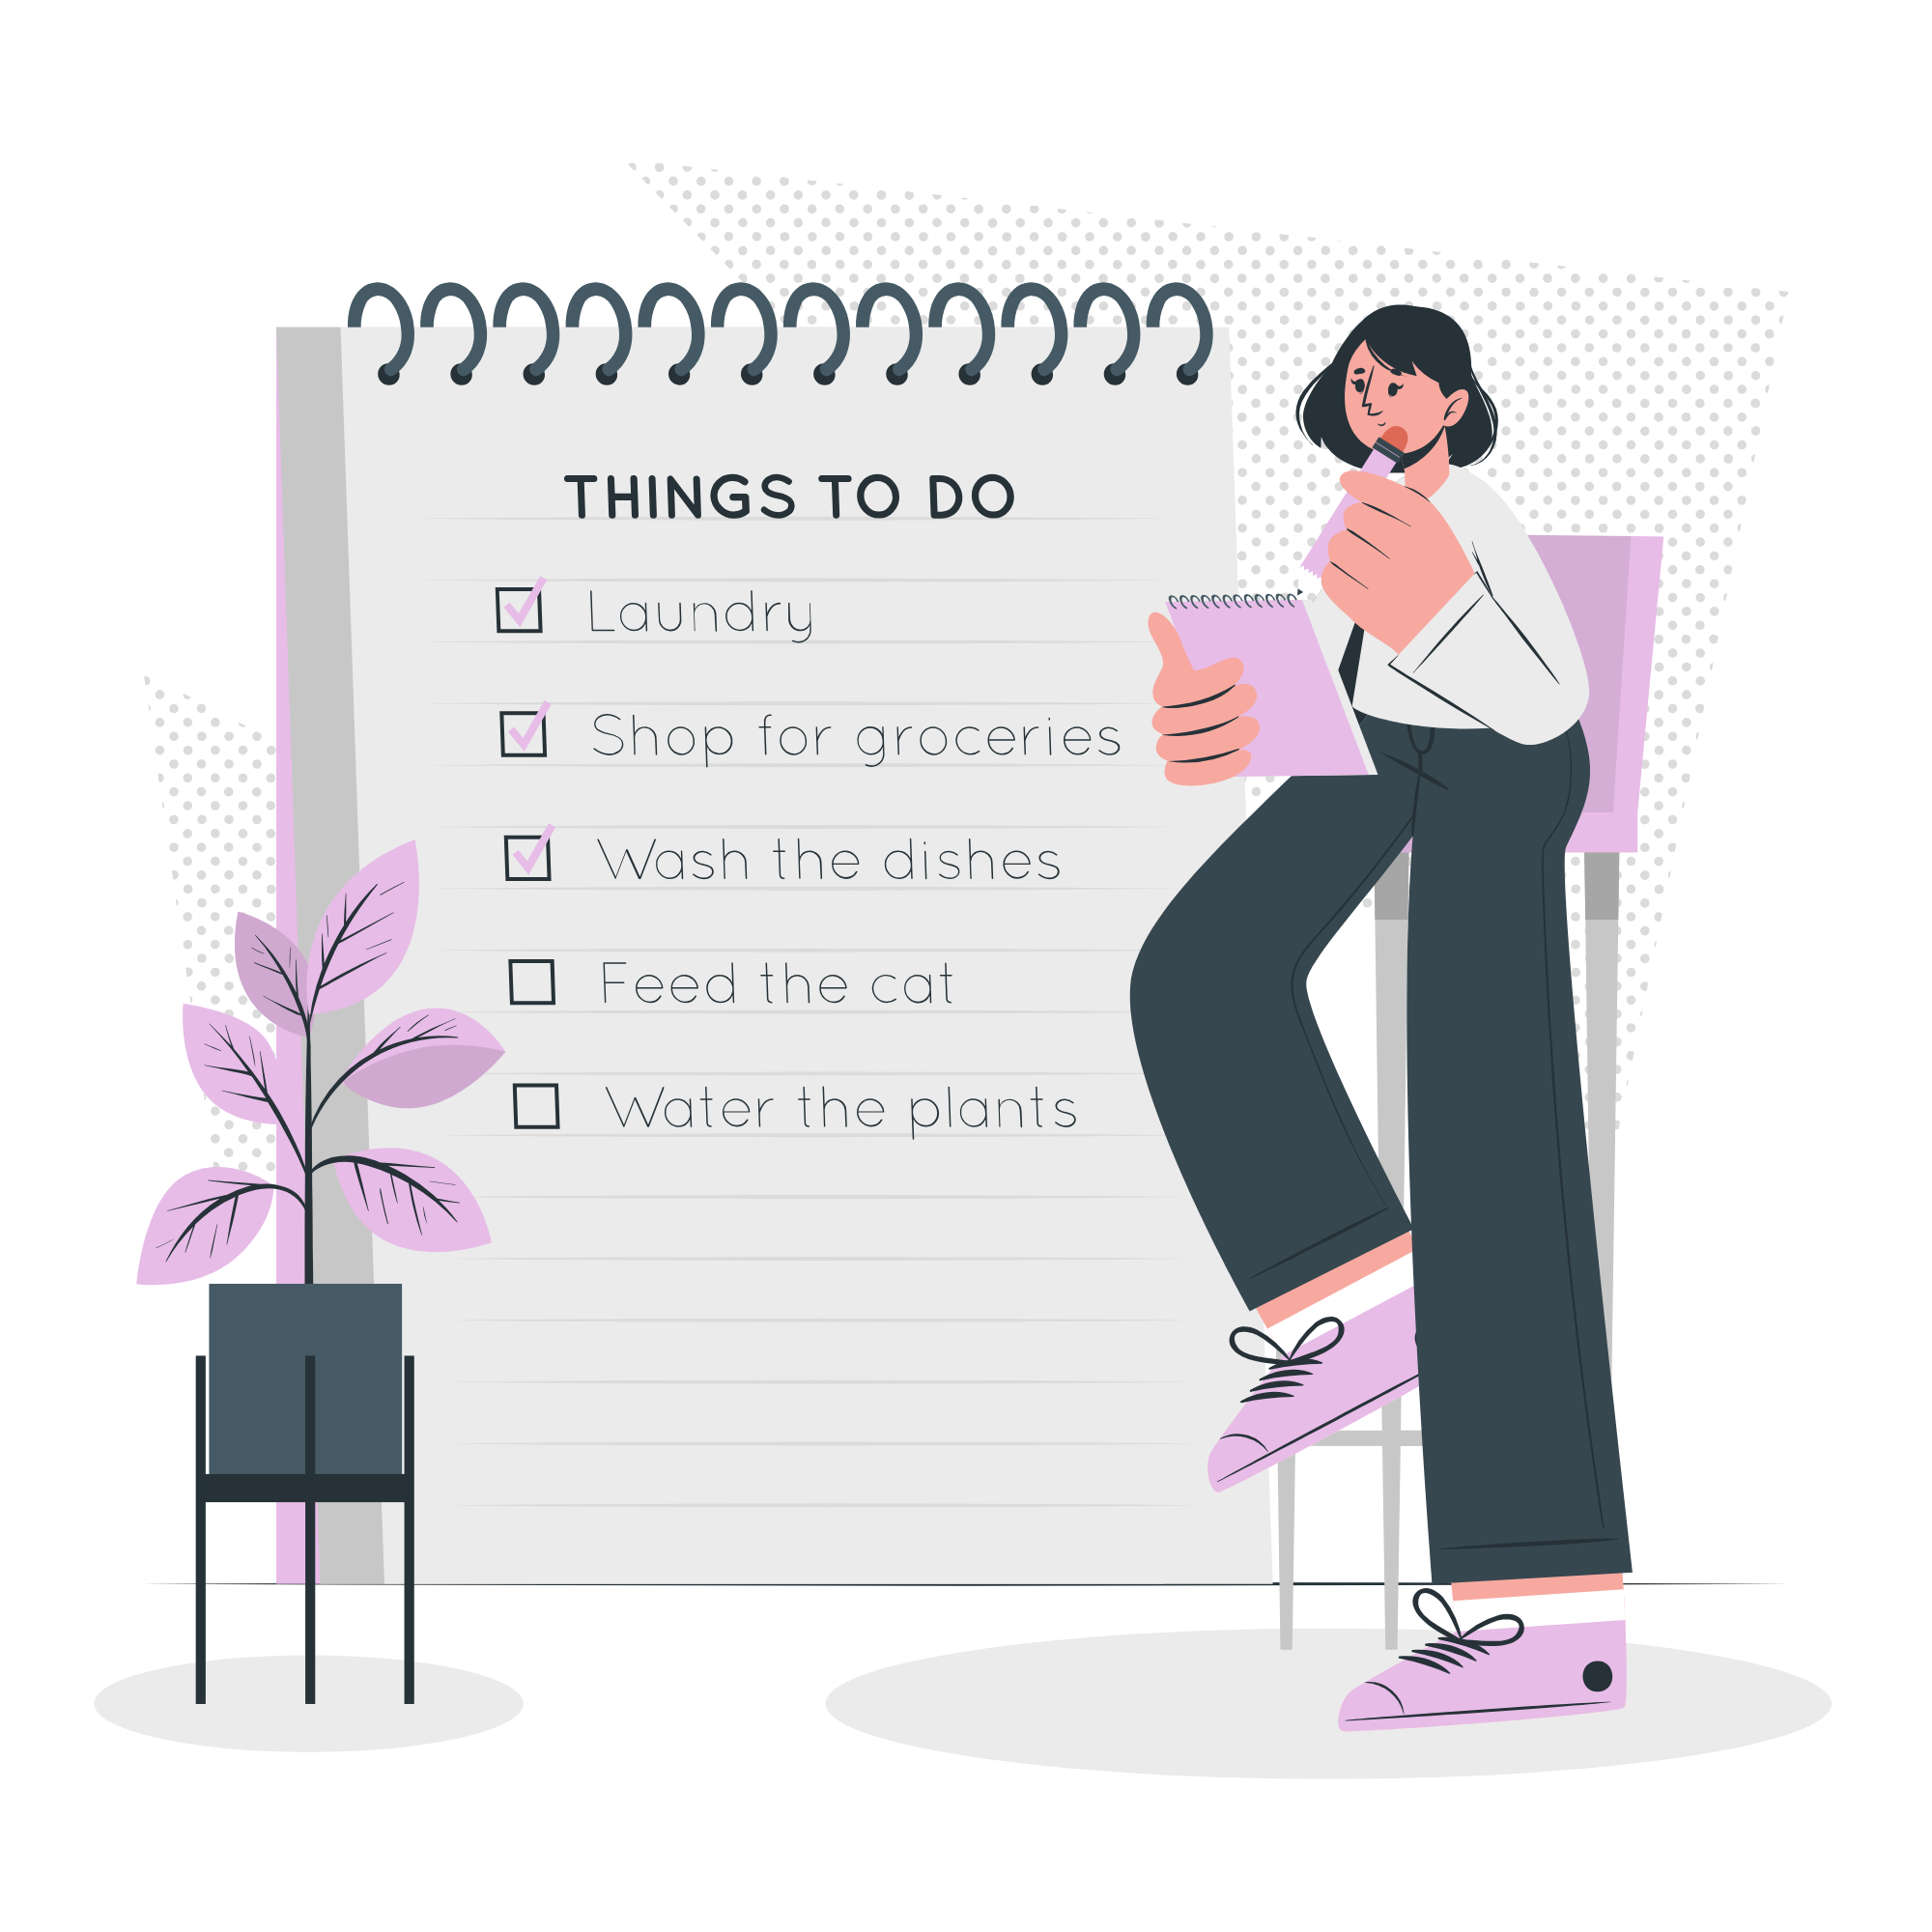 THINGS TO DO
Laundry
Shop for groceries
Wash the dishes
Feed the cat
Water the plants